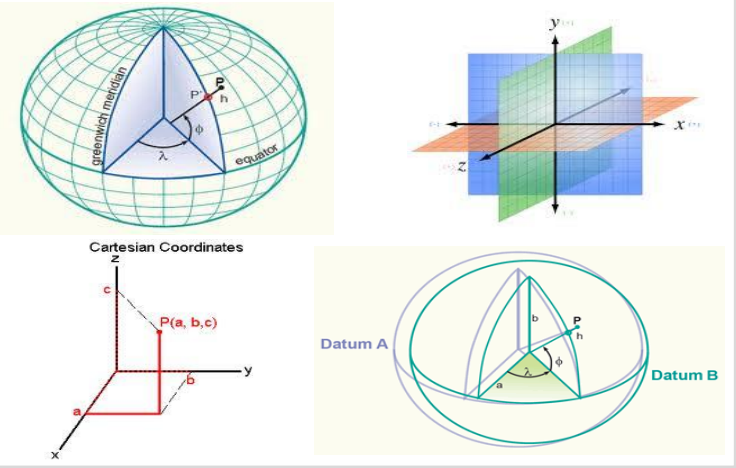 greenwich meridian
P
P'
h
φ
λ
equator
y
x
z
Cartesian Coordinates
z
c
P(a, b,c)
b
y
a
x
Datum A
b
P
h
φ
λ
a
Datum B